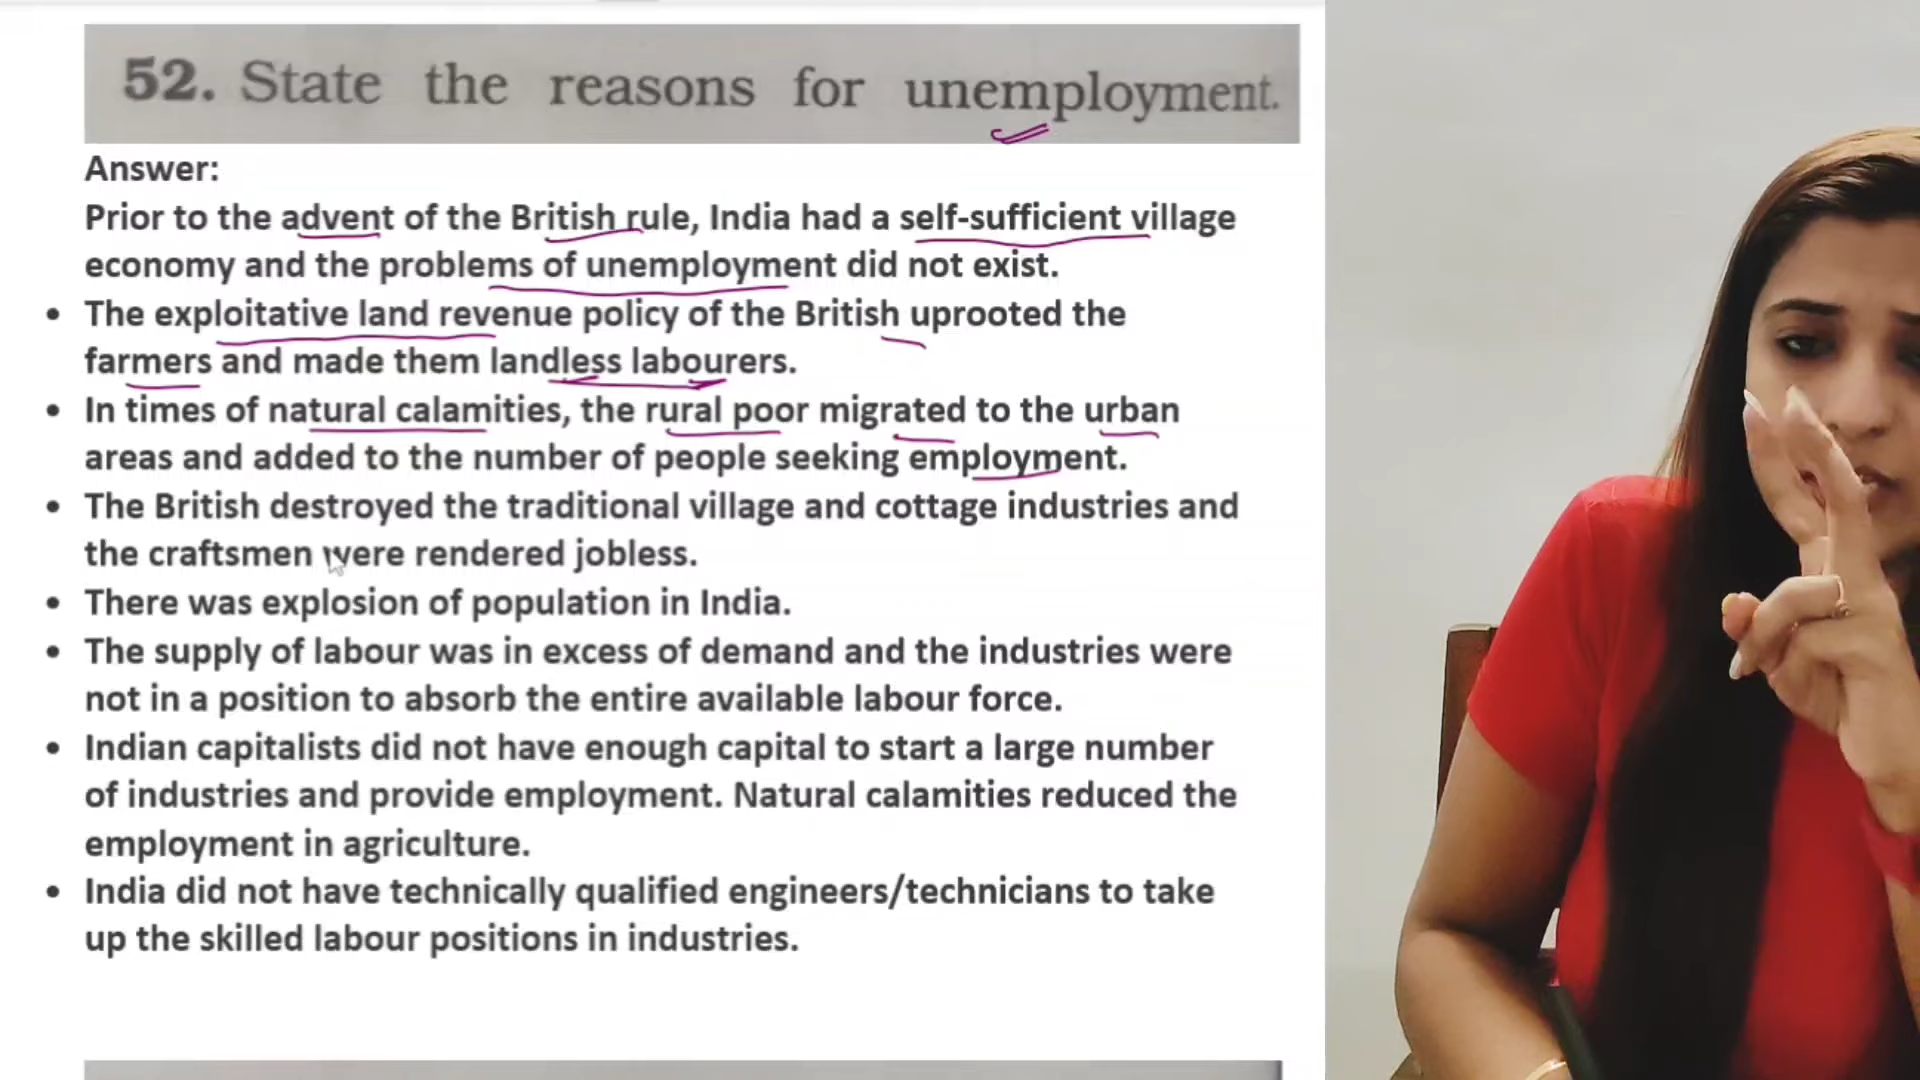 52. State the reasons for unemployment.
Answer:
Prior to the advent of the British rule, India had a self-sufficient village
economy and the problems of unemployment did not exist.
• The exploitative land revenue policy of the British uprooted the
farmers and made them landless labourers.
• In times of natural calamities, the rural poor migrated to the urban
areas and added to the number of people seeking employment.
• The British destroyed the traditional village and cottage industries and
the craftsmen were rendered jobless.
• There was explosion of population in India.
• The supply of labour was in excess of demand and the industries were
not in a position to absorb the entire available labour force.
• Indian capitalists did not have enough capital to start a large number
of industries and provide employment. Natural calamities reduced the
employment in agriculture.
• India did not have technically qualified engineers/technicians to take
up the skilled labour positions in industries.